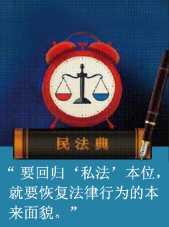 民法典
“要回归‘私法’本位，
就要恢复法律行为的本
来面貌。”